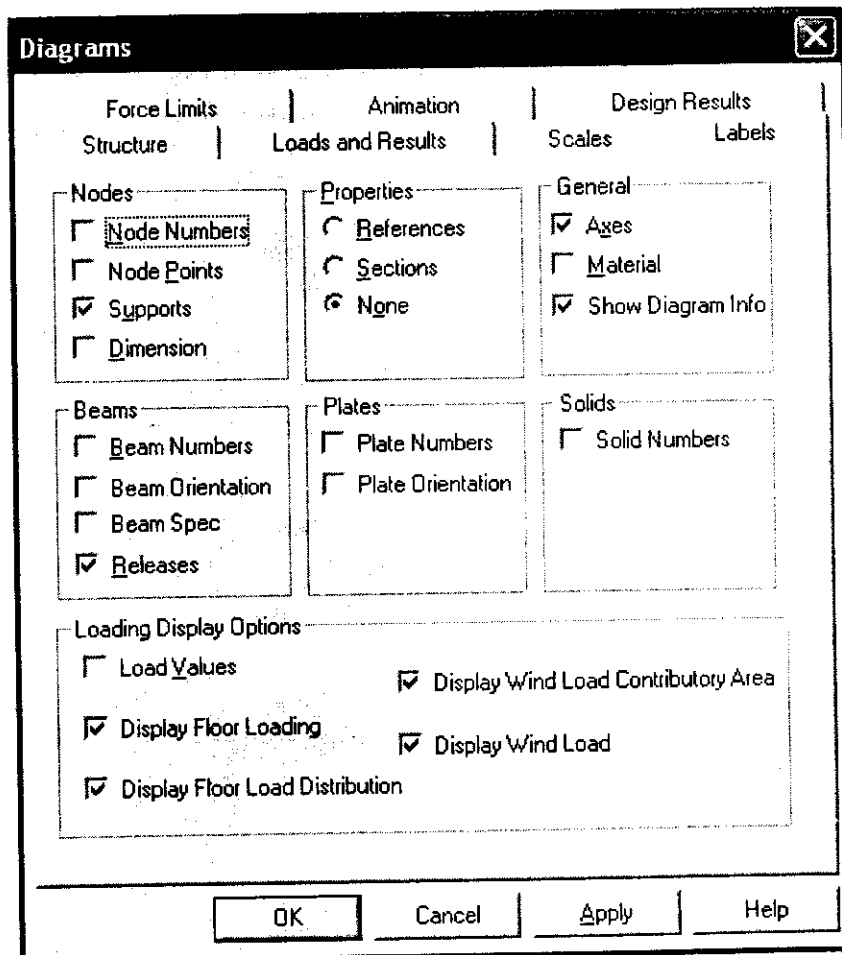 Diagrams
Force Limits Animation Design Results
Structure Loads and Results Scales Labels
Nodes
Node Numbers
Node Points
Supports
Dimension
Properties
References
Sections
None
General
Axes
Material
Show Diagram Info
Beams
Beam Numbers
Beam Orientation
Beam Spec
Releases
Plates
Plate Numbers
Plate Orientation
Solids
Solid Numbers
Loading Display Options
Load Values
Display Floor Loading
Display Floor Load Distribution
Display Wind Load Contributory Area
Display Wind Load
OK Cancel Apply Help